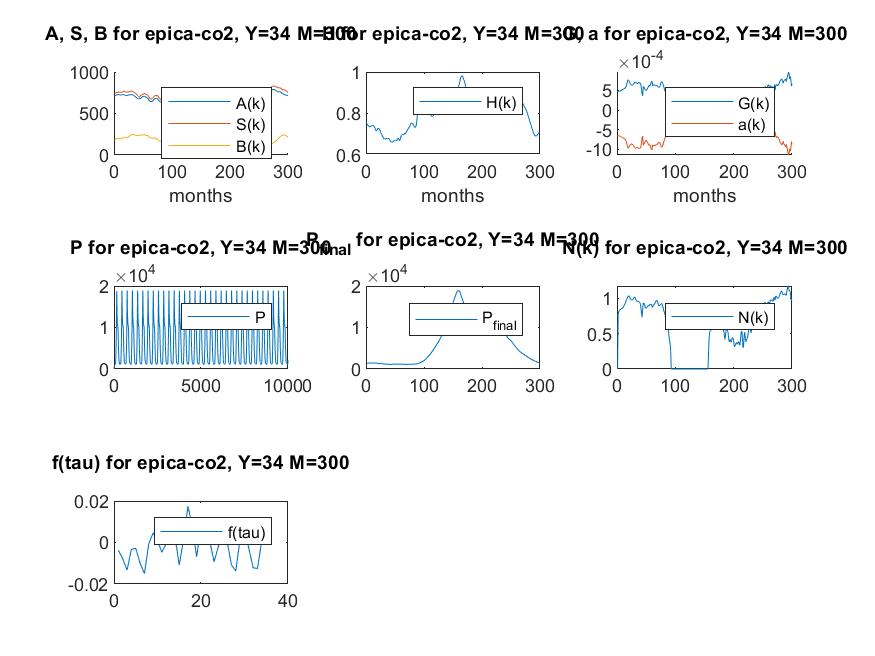 A, S, B for epica-co2, Y=34 M=300
H for epica-co2, Y=34 M=300
G, a for epica-co2, Y=34 M=300
×10-4
1000
500
0
A(k)
S(k)
B(k)
0 100 200 300
months
1
0.8
0.6
H(k)
0 100 200 300
months
5
0
-5
-10
G(k)
a(k)
0 100 200 300
months
P for epica-co2, Y=34 M=300
Pfinal for epica-co2, Y=34 M=300
N(k) for epica-co2, Y=34 M=300
×104
2
1
0
P
0 5000 10000
×104
2
1
0
Pfinal
0 100 200 300
1
0.5
0
N(k)
0 100 200 300
f(tau) for epica-co2, Y=34 M=300
0.02
0
-0.02
f(tau)
0 20 40